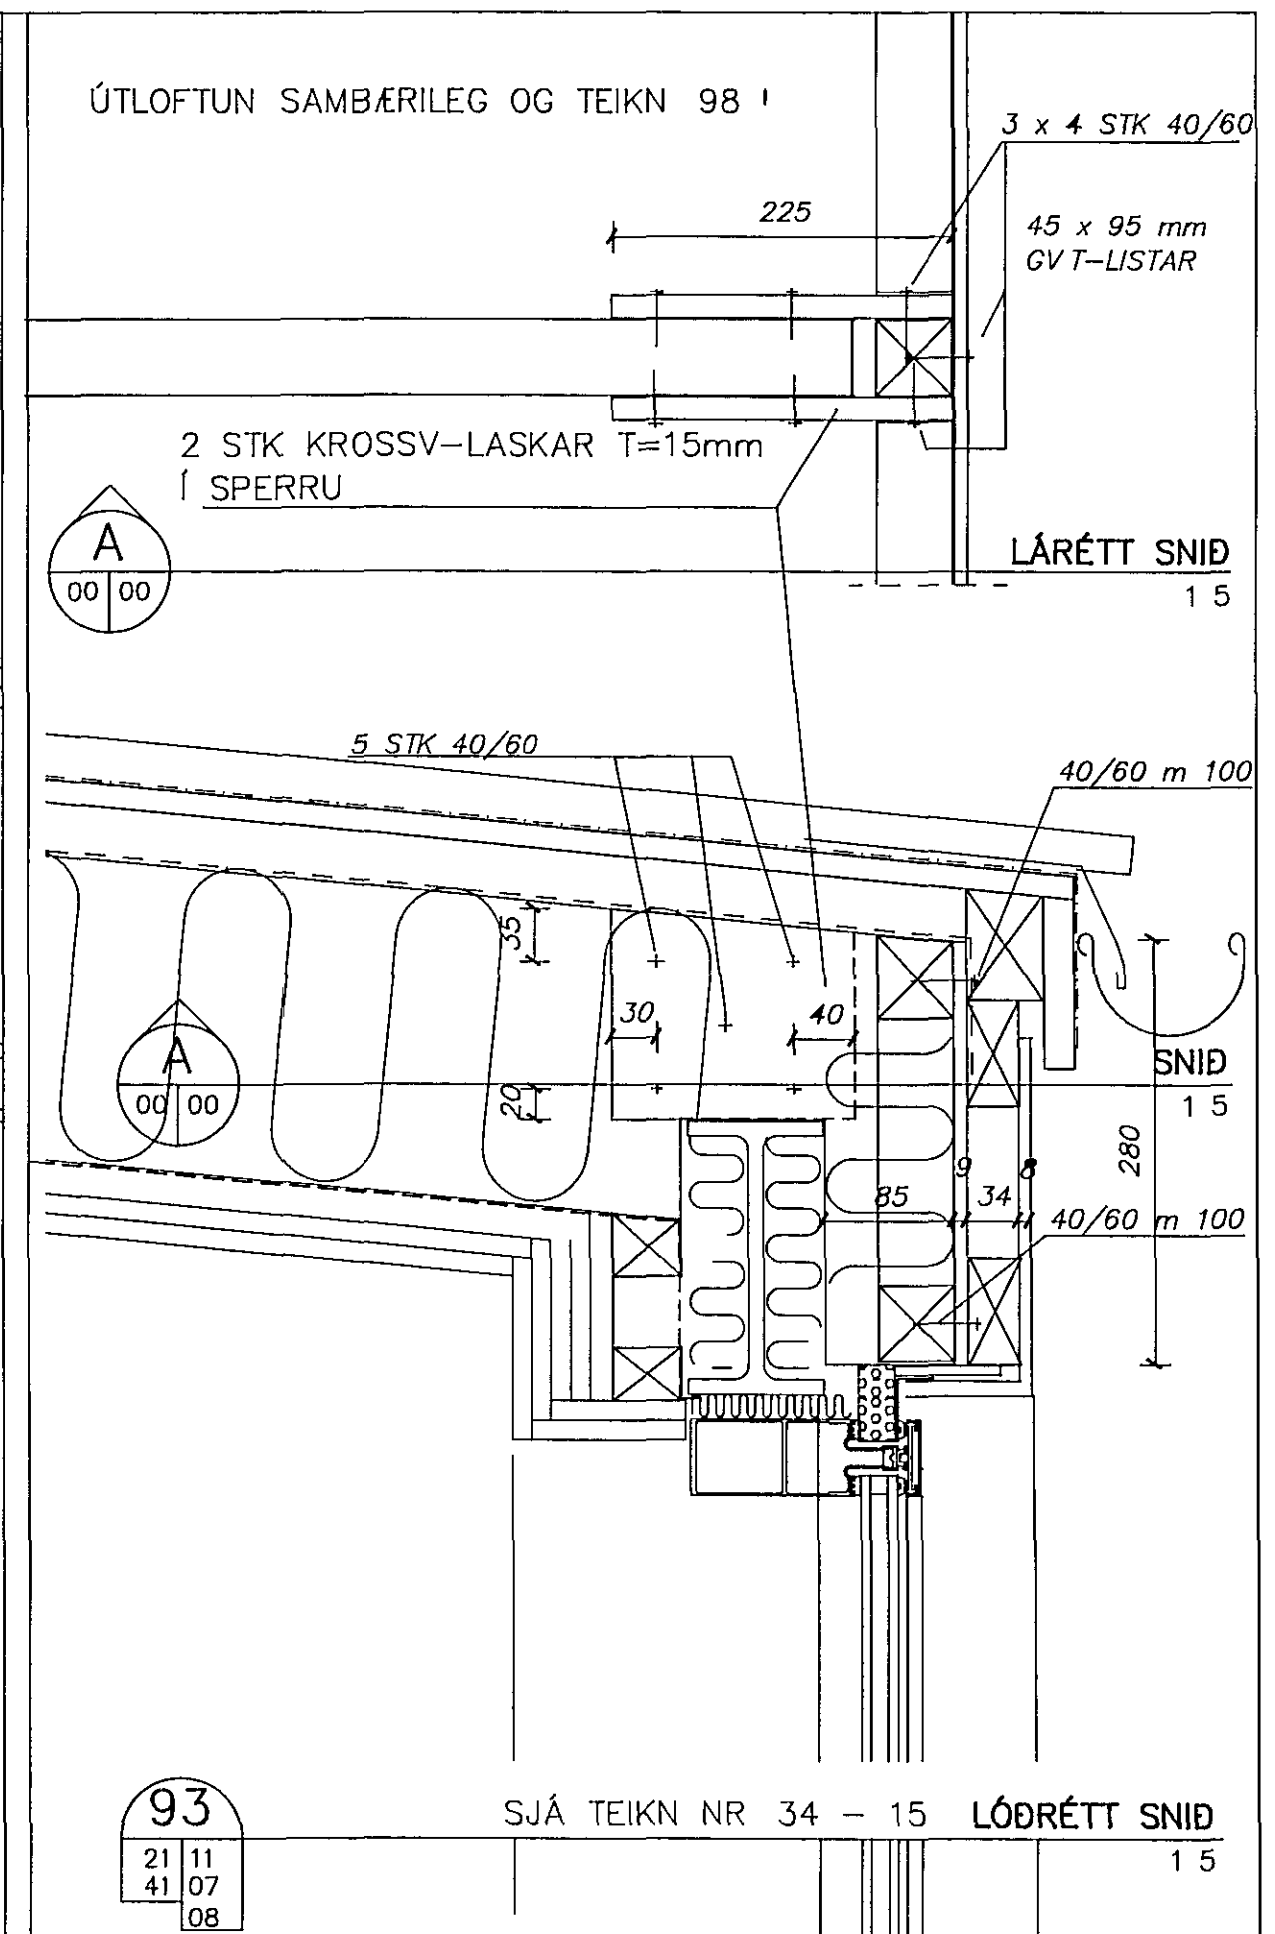 ÚTLOFTUN SAMBÆRILEG OG TEIKN 98
3 x 4 STK 40/60
225
45 x 95 mm
GV T-LISTAR
2 STK KROSSV-LASKAR T=15mm
Í SPERRU
A
00 00
LÁRÉTT SNIÐ
1 5
5 STK 40/60
40/60 m 100
35
30
40
A
00 00
20
SNIÐ
1 5
280
9
8
85
34
40/60 m 100
93
SJÁ TEIKN NR 34 - 15 LÓÐRÉTT SNIÐ
1 5
21 11
41 07
08